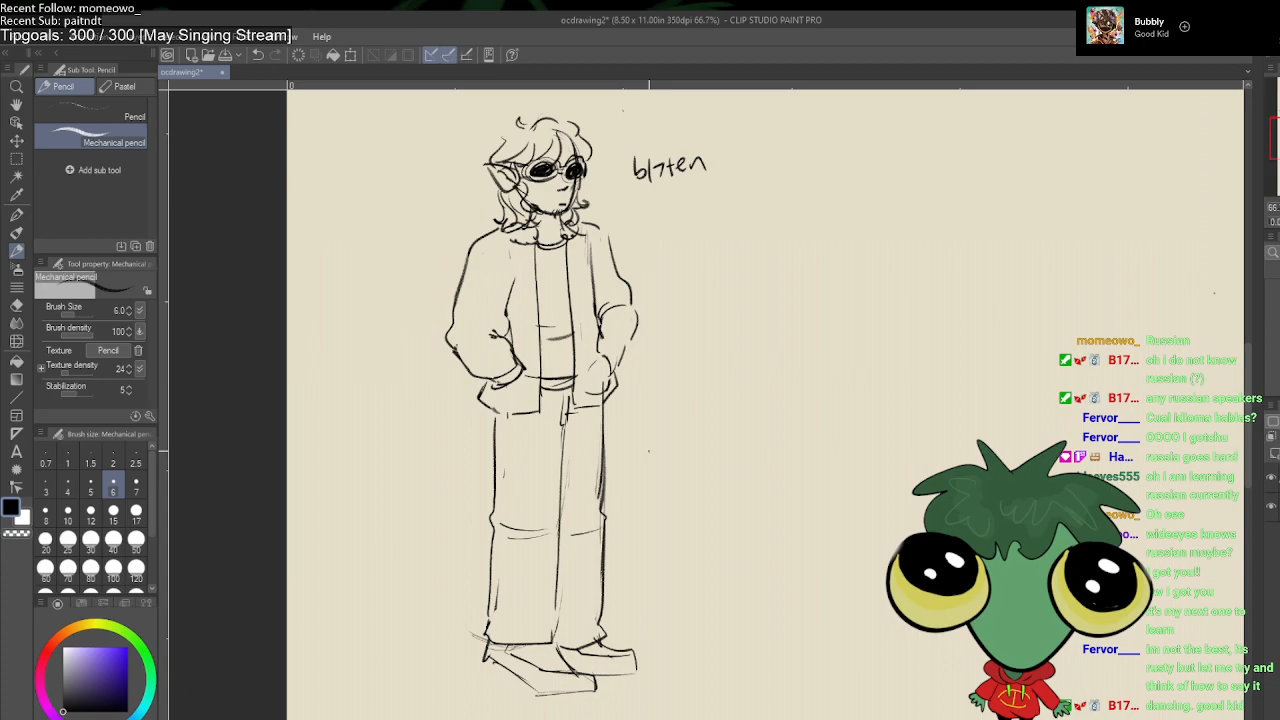 Recent Follow: momeowo_
Recent Sub: paitndt_
Tipgoals: 300 / 300 [May Singing Stream]
ocdrawing2* (8.50 x 11.00in 350dpi 66.7%) - CLIP STUDIO PAINT PRO
Help
Bubbly
Good Kid
Sub Tool: Pencil
ocdrawing2*
Pencil
Pastel
0
Pencil
Mechanical pencil
Add sub tool
b17ten
Tool property: Mechanical p
Mechanical pencil
Brush Size 6.0
Brush density 100
Texture Pencil
Texture density 24
Stabilization 5
Brush size: Mechanical pen
0.7 1 1.5 2 2.5
3 4 5 6 7
8 10 12 15 17
20 25 30 40 50
60 70 80 100 120
momeowo_ Russian
B17... oh I do not know
russian (?)
B17... any russian speakers
Fervor____ Cual idioma hablas?
Fervor____ OOOO I gotchu
Ha... russia goes hard
eaves555 oh I am learning
russian currently
Oh eee
wideeyes knows
russian maybe?
I got you!!
I got you
it's my next one to
learn
Fervor____ Im not the best, its
rusty but let me try and
think of how to say it
B17... dancing. good kid